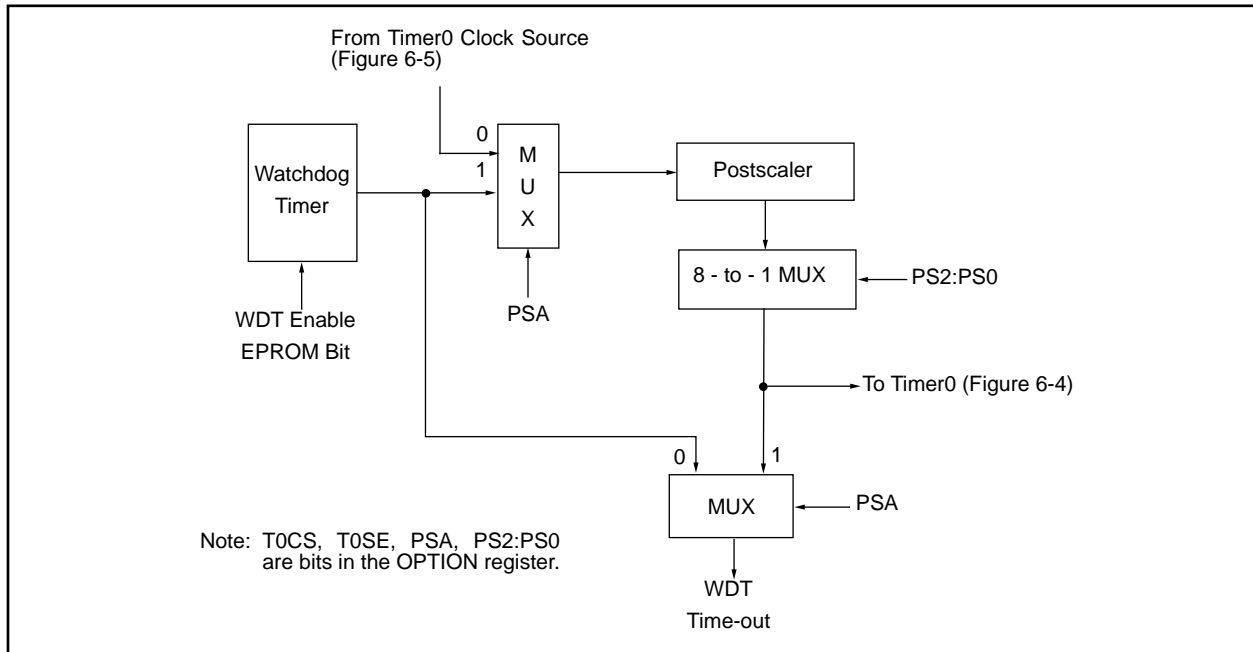 From Timer0 Clock Source
(Figure 6-5)
0
1
M
U
X
Watchdog
Timer
Postscaler
8 - to - 1 MUX
PS2:PS0
PSA
WDT Enable
EPROM Bit
To Timer0 (Figure 6-4)
0
1
MUX
PSA
Note: T0CS, T0SE, PSA, PS2:PS0
are bits in the OPTION register.
WDT
Time-out